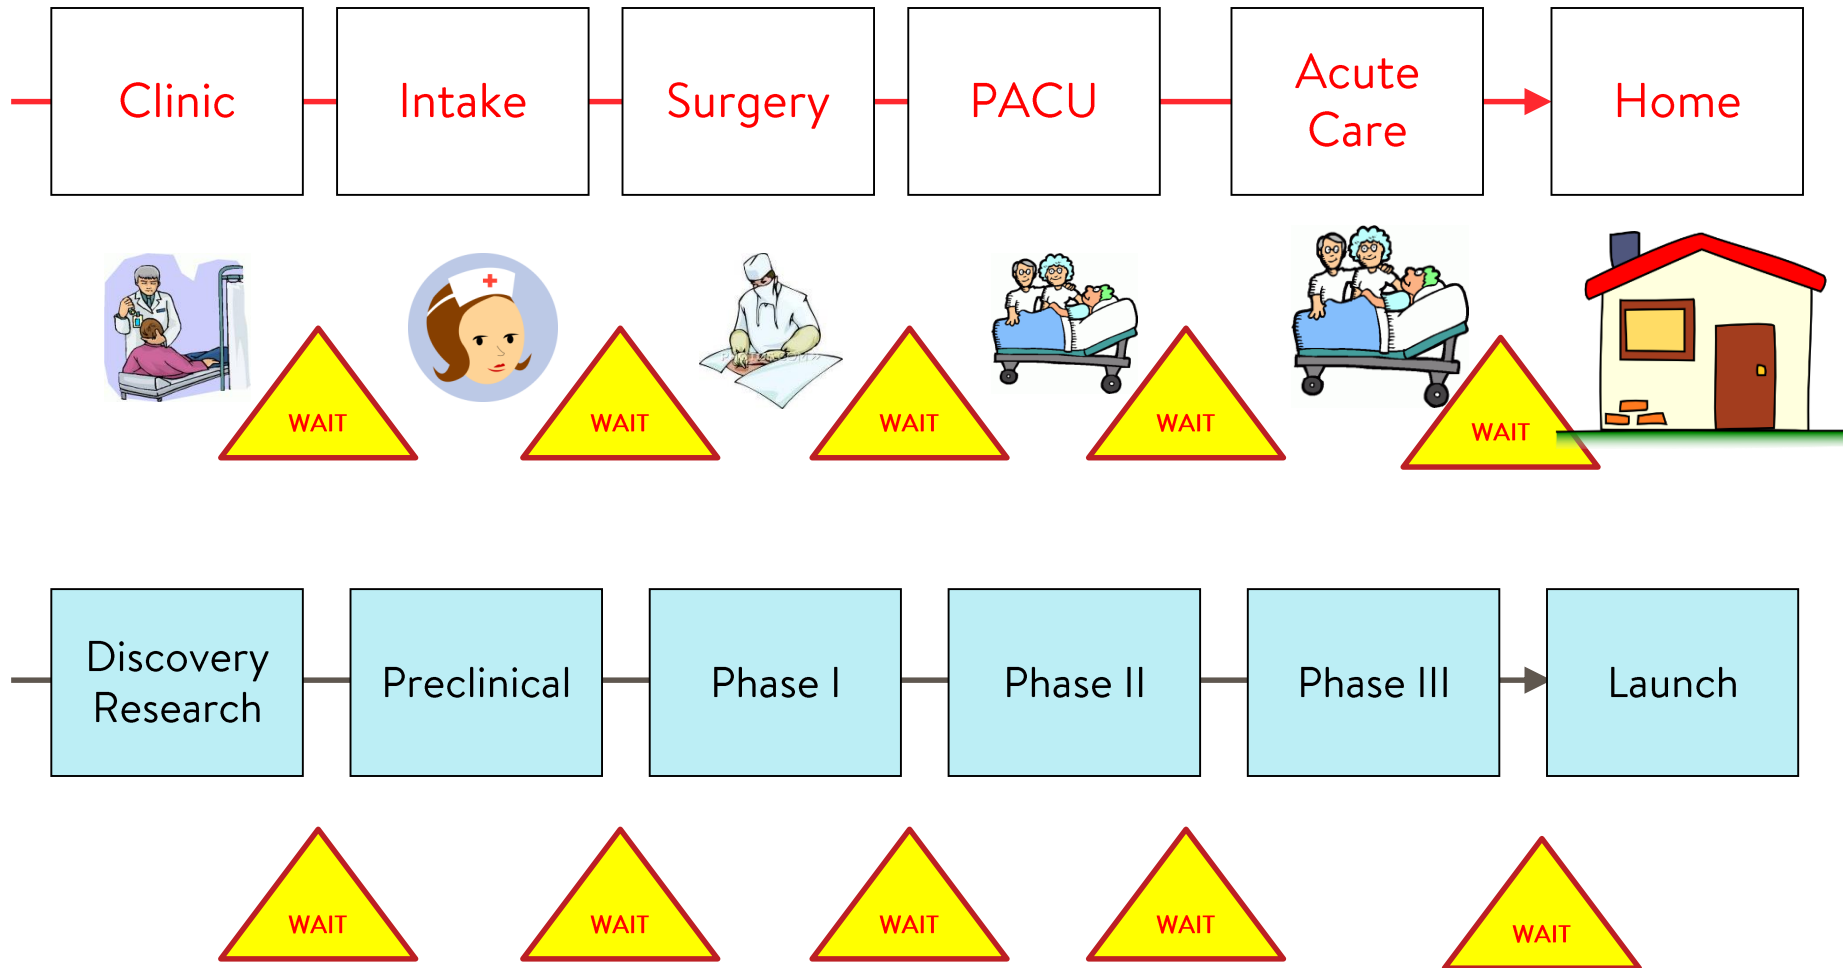 Clinic
Intake
Surgery
PACU
Acute
Care
Home
WAIT
WAIT
WAIT
WAIT
WAIT
Discovery
Research
Preclinical
Phase I
Phase II
Phase III
Launch
WAIT
WAIT
WAIT
WAIT
WAIT